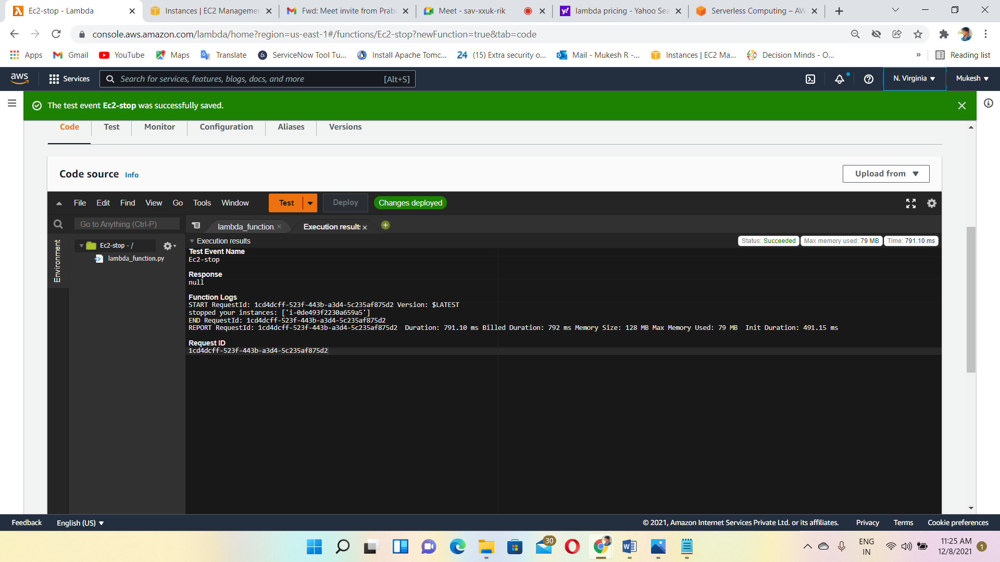 Ec2-stop - Lambda
Instances | EC2 Managemen
Fwd: Meet invite from Prab
Meet - sav-xxuk-rik
lambda pricing - Yahoo Sea
Serverless Computing – AW
console.aws.amazon.com/lambda/home?region=us-east-1#/functions/Ec2-stop?newFunction=true&tab=code
Apps
Gmail
YouTube
Maps
Translate
ServiceNow Tool Tu...
Install Apache Tomc...
24 (15) Extra security o...
Mail - Mukesh R -...
Instances | EC2 Ma...
Decision Minds - O...
»
Reading list
aws
Services
Search for services, features, blogs, docs, and more [Alt+S]
N. Virginia
Mukesh
The test event Ec2-stop was successfully saved.
Code
Test
Monitor
Configuration
Aliases
Versions
Code source Info
Upload from
File Edit Find View Go Tools Window
Test
Deploy
Changes deployed
Go to Anything (Ctrl-P)
lambda_function.
Execution result:
Environment
Ec2-stop - /
lambda_function.py
Execution results
Status: Succeeded
Max memory used: 79 MB
Time: 791.10 ms
Test Event Name
Ec2-stop
Response
null
Function Logs
START RequestId: 1cd4dcff-523f-443b-a3d4-5c235af875d2 Version: $LATEST
stopped your instances: ['i-0de493f2230a659a5']
END RequestId: 1cd4dcff-523f-443b-a3d4-5c235af875d2
REPORT RequestId: 1cd4dcff-523f-443b-a3d4-5c235af875d2 Duration: 791.10 ms Billed Duration: 792 ms Memory Size: 128 MB Max Memory Used: 79 MB Init Duration: 491.15 ms
Request ID
1cd4dcff-523f-443b-a3d4-5c235af875d2
Feedback
English (US)
© 2021, Amazon Internet Services Private Ltd. or its affiliates.
Privacy
Terms
Cookie preferences
30
ENG
IN
11:25 AM
12/8/2021
1